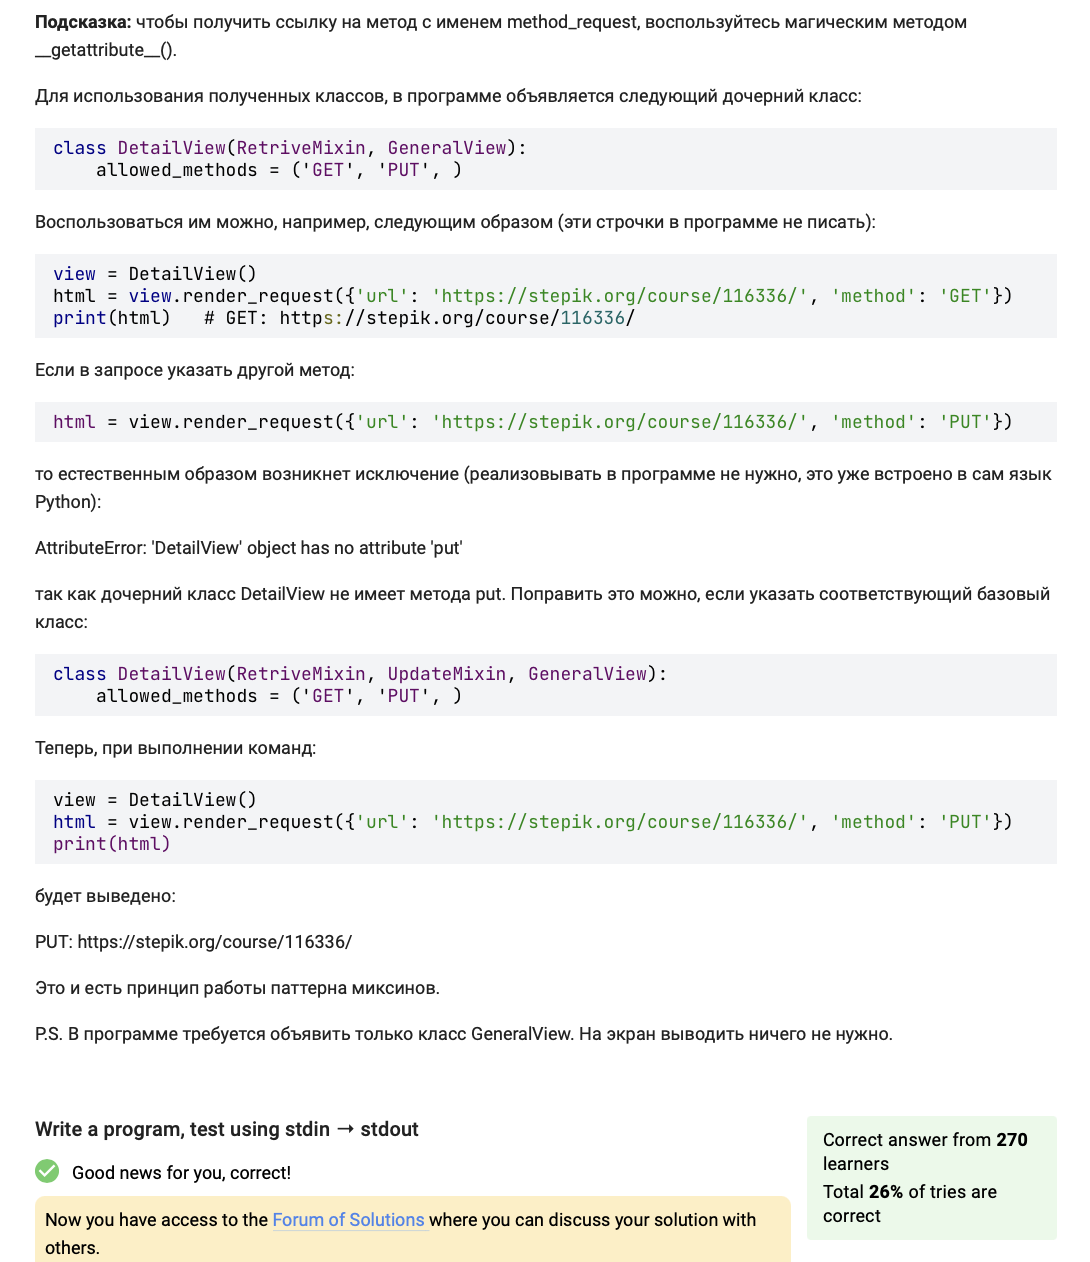 Подсказка: чтобы получить ссылку на метод с именем method_request, воспользуйтесь магическим методом
__getattribute__().
Для использования полученных классов, в программе объявляется следующий дочерний класс:
class DetailView(RetriveMixin, GeneralView):
    allowed_methods = ('GET', 'PUT', )
Воспользоваться им можно, например, следующим образом (эти строчки в программе не писать):
view = DetailView()
html = view.render_request({'url': 'https://stepik.org/course/116336/', 'method': 'GET'})
print(html)   # GET: https://stepik.org/course/116336/
Если в запросе указать другой метод:
html = view.render_request({'url': 'https://stepik.org/course/116336/', 'method': 'PUT'})
то естественным образом возникнет исключение (реализовывать в программе не нужно, это уже встроено в сам язык
Python):
AttributeError: 'DetailView' object has no attribute 'put'
так как дочерний класс DetailView не имеет метода put. Поправить это можно, если указать соответствующий базовый
класс:
class DetailView(RetriveMixin, UpdateMixin, GeneralView):
    allowed_methods = ('GET', 'PUT', )
Теперь, при выполнении команд:
view = DetailView()
html = view.render_request({'url': 'https://stepik.org/course/116336/', 'method': 'PUT'})
print(html)
будет выведено:
PUT: https://stepik.org/course/116336/
Это и есть принцип работы паттерна миксинов.
P.S. В программе требуется объявить только класс GeneralView. На экран выводить ничего не нужно.
Write a program, test using stdin → stdout
Good news for you, correct!
Now you have access to the Forum of Solutions where you can discuss your solution with
others.
Correct answer from 270
learners
Total 26% of tries are
correct